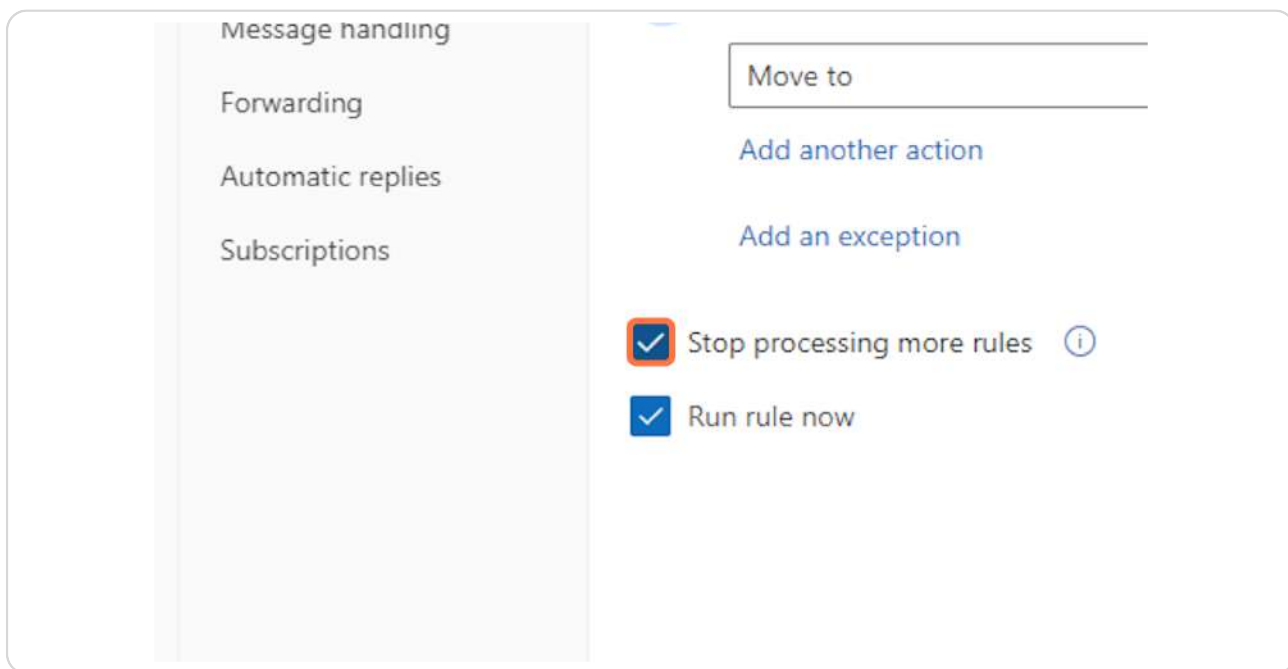 Message handling
Forwarding
Automatic replies
Subscriptions
Move to
Add another action
Add an exception
Stop processing more rules
Run rule now